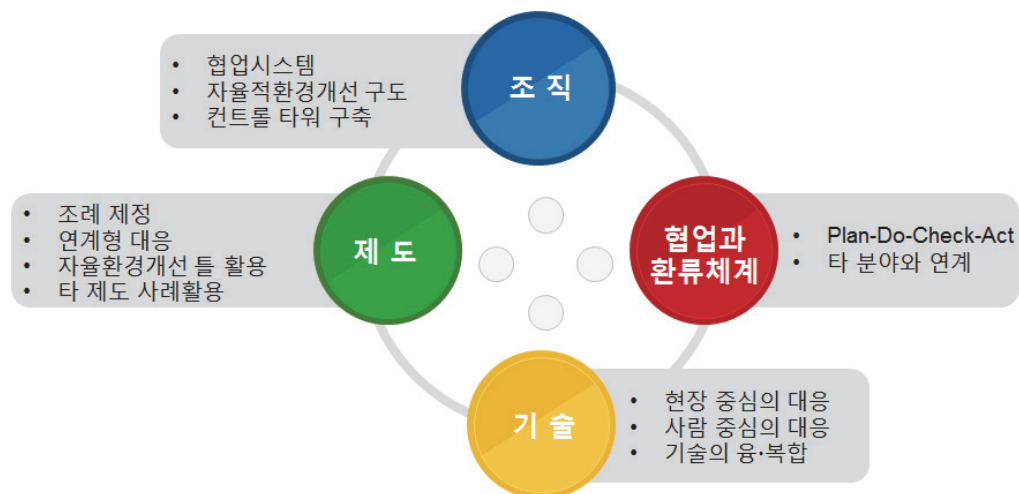 조 직
• 협업시스템
• 자율적환경개선 구도
• 컨트롤 타워 구축
제 도
• 조례 제정
• 연계형 대응
• 자율환경개선 틀 활용
• 타 제도 사례활용
협업과
환류체계
• Plan-Do-Check-Act
• 타 분야와 연계
기 술
• 현장 중심의 대응
• 사람 중심의 대응
• 기술의 융·복합